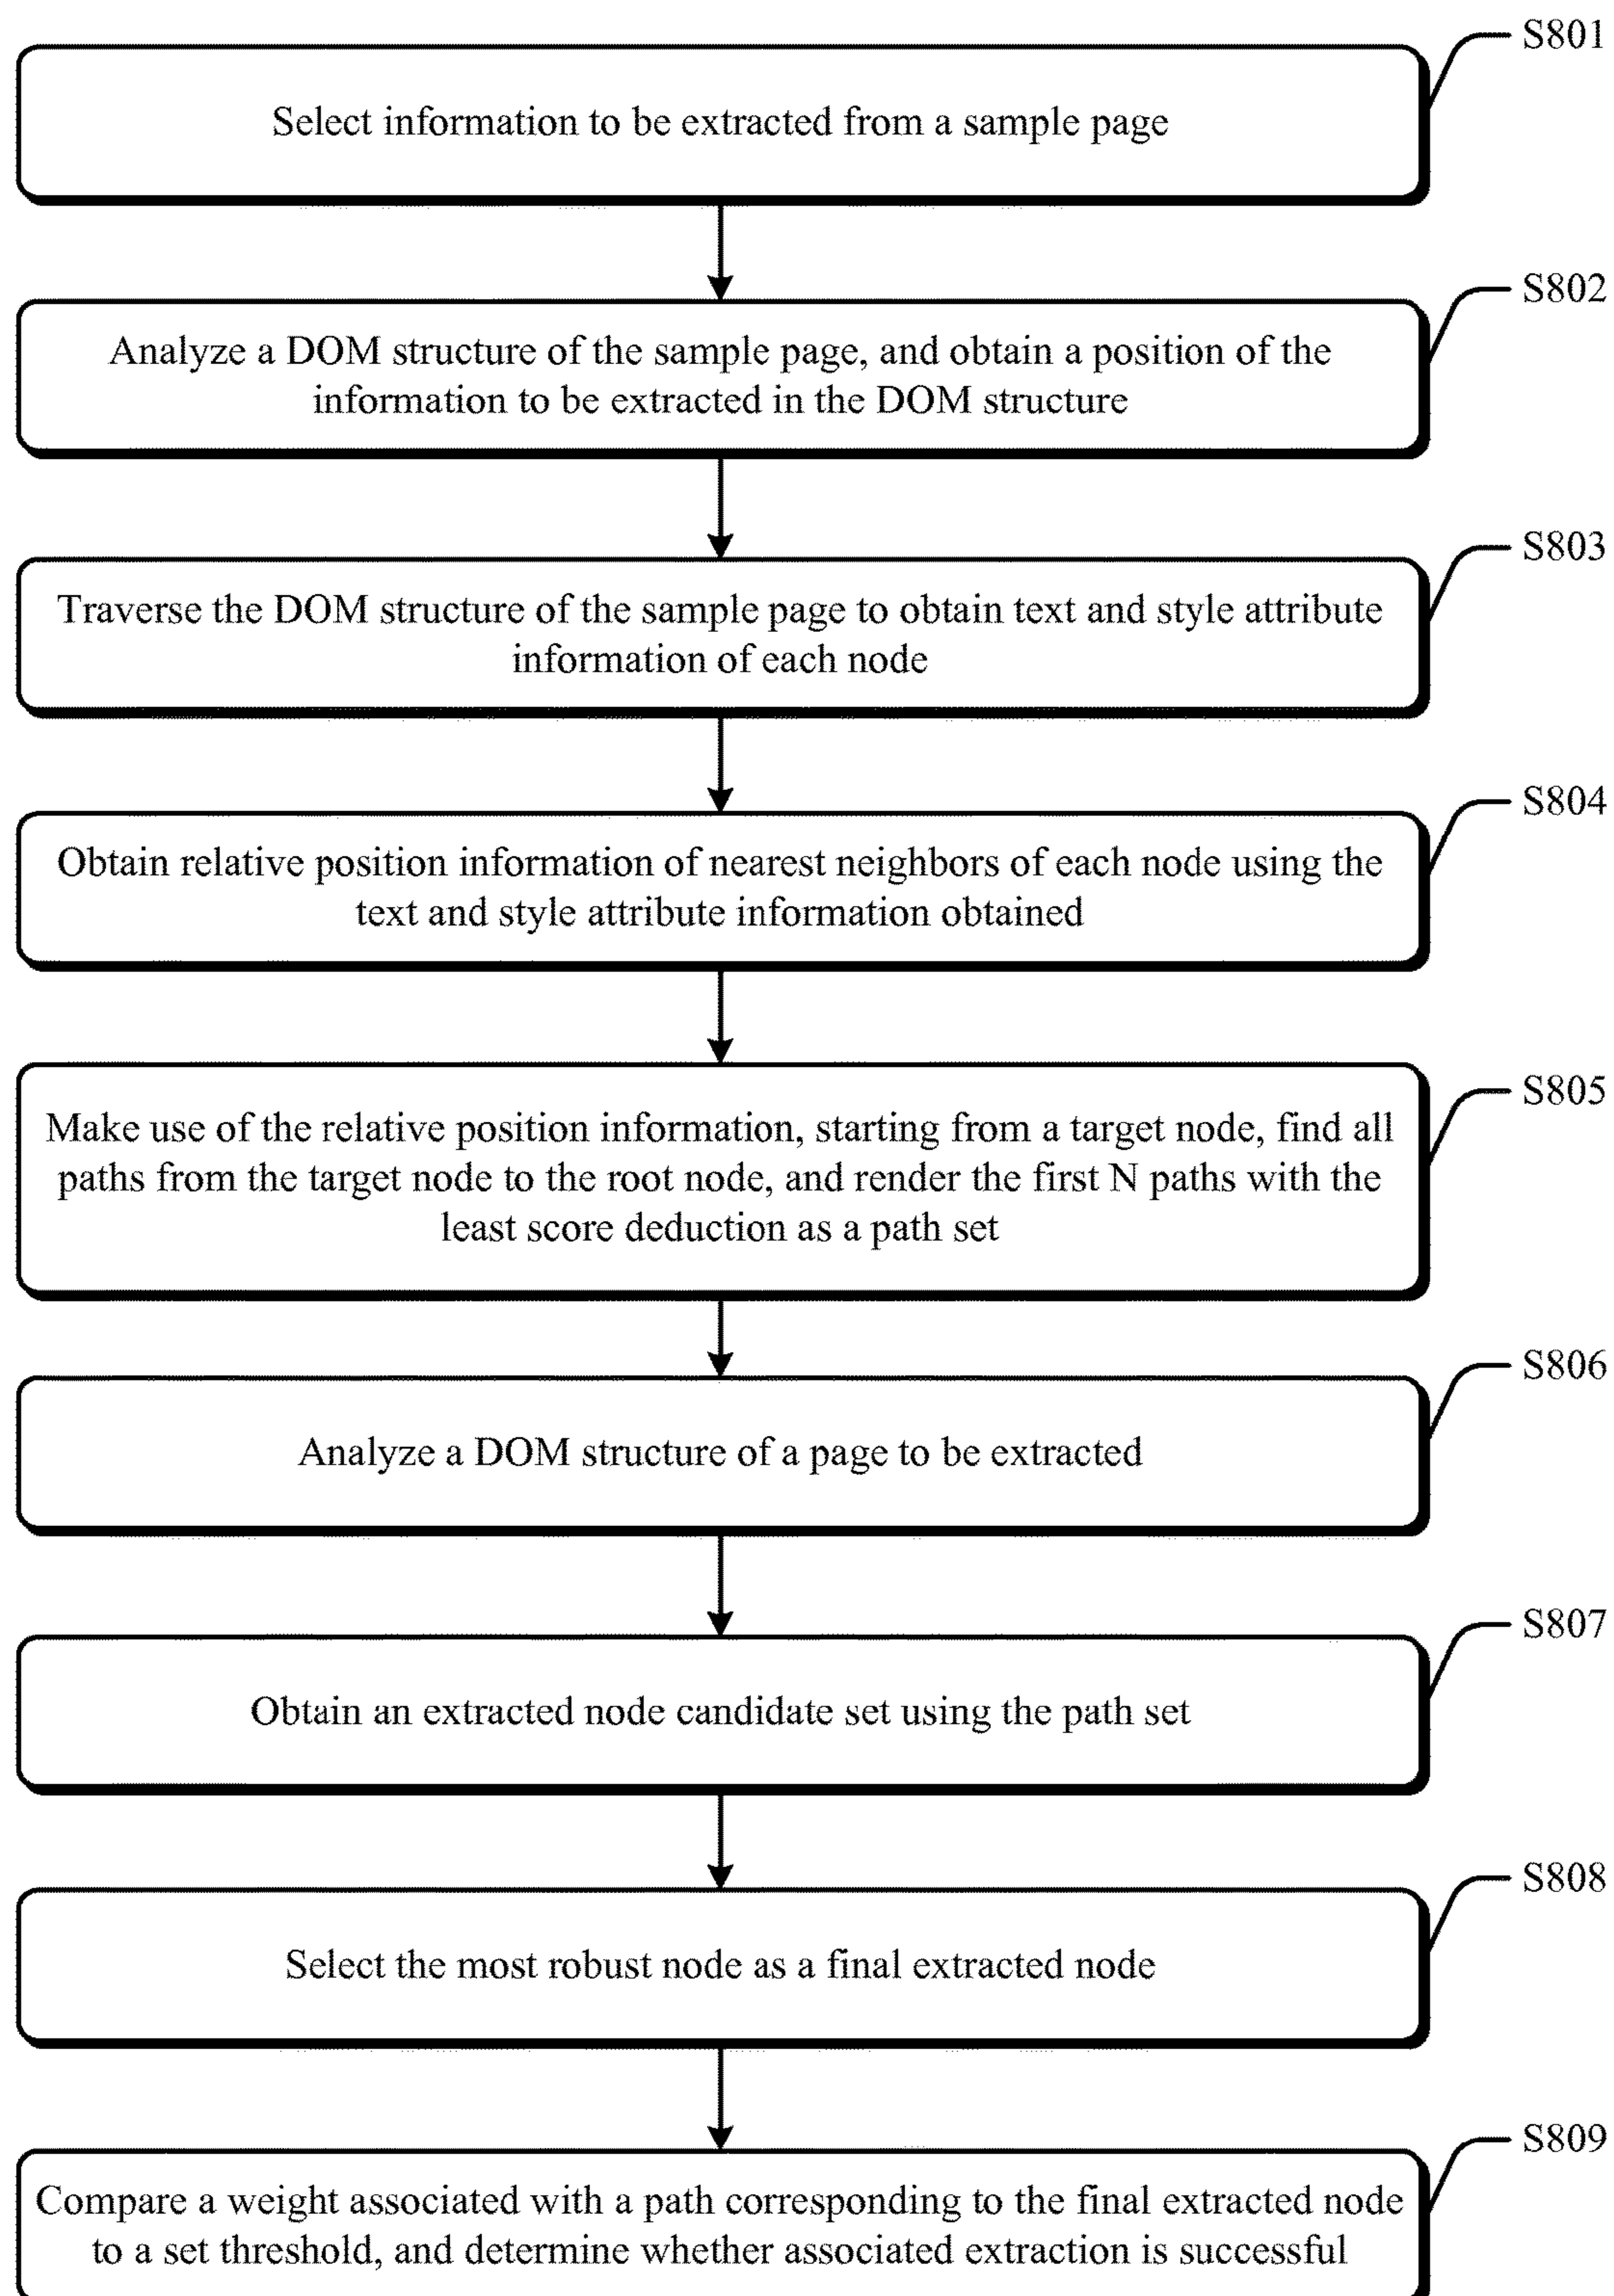 S801
Select information to be extracted from a sample page
S802
Analyze a DOM structure of the sample page, and obtain a position of the
information to be extracted in the DOM structure
S803
Traverse the DOM structure of the sample page to obtain text and style attribute
information of each node
S804
Obtain relative position information of nearest neighbors of each node using the
text and style attribute information obtained
S805
Make use of the relative position information, starting from a target node, find all
paths from the target node to the root node, and render the first N paths with the
least score deduction as a path set
S806
Analyze a DOM structure of a page to be extracted
S807
Obtain an extracted node candidate set using the path set
S808
Select the most robust node as a final extracted node
S809
Compare a weight associated with a path corresponding to the final extracted node
to a set threshold, and determine whether associated extraction is successful